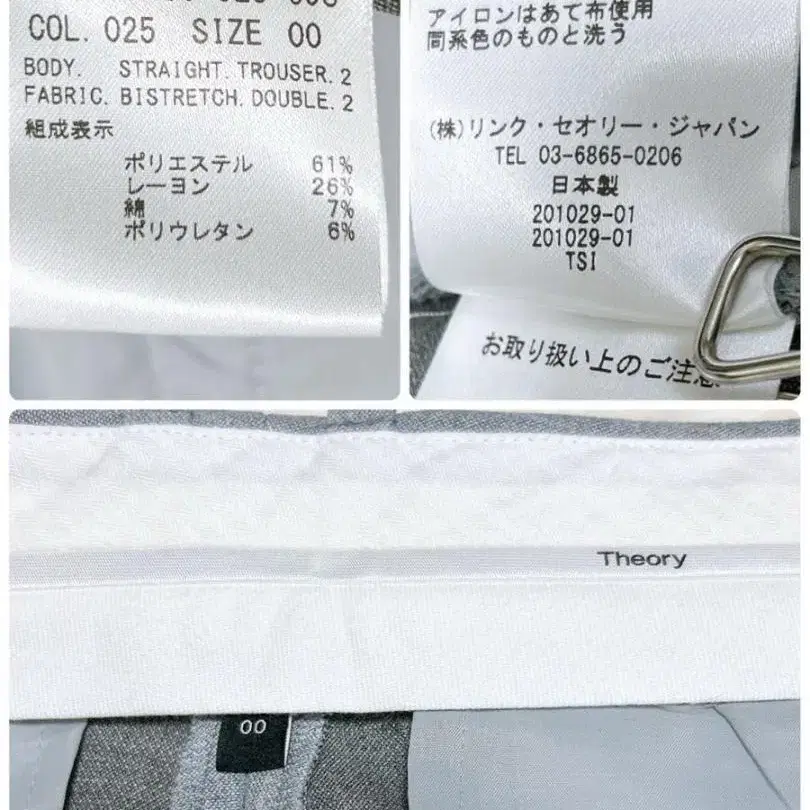 COL. 025 SIZE 00
BODY. STRAIGHT. TROUSER. 2
FABRIC. BISTRETCH. DOUBLE. 2
組成表示
ポリエステル 61%
レーヨン 26%
綿 7%
ポリウレタン 6%
アイロンはあて布使用
同系色のものと洗う
(株)リンク・セオリー・ジャパン
TEL 03-6865-0206
日本製
201029-01
201029-01
TSI
お取り扱い上のご注意
Theory
00